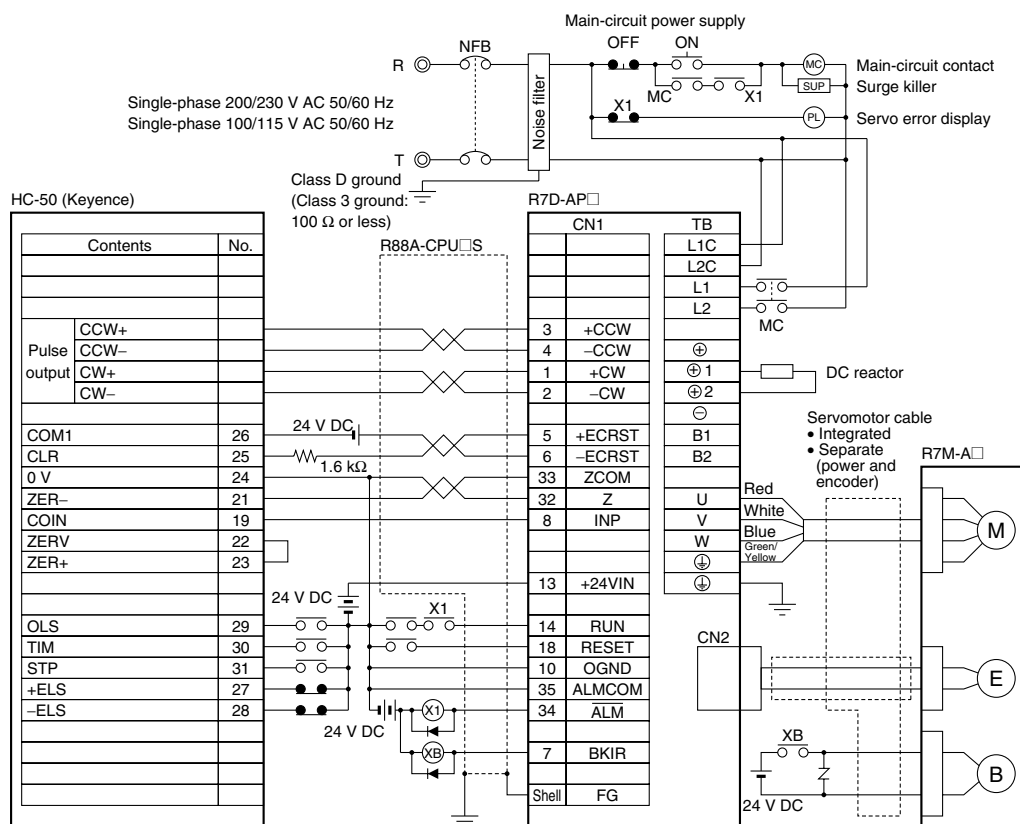 Main-circuit power supply
NFB
OFF
ON
R
MC
Main-circuit contact
SUP
Surge killer
MC
X1
Single-phase 200/230 V AC 50/60 Hz
Single-phase 100/115 V AC 50/60 Hz
Noise filter
X1
PL
Servo error display
T
Class D ground
(Class 3 ground:
100 Ω or less)
HC-50 (Keyence)
R7D-AP□
CN1
TB
Contents
No.
R88A-CPU□S
L1C
L2C
L1
L2
MC
Pulse output
CCW+
3 +CCW
CCW−
4 −CCW
⊕
CW+
1 +CW
⊕ 1
DC reactor
CW−
2 −CW
⊕ 2
⊖
Servomotor cable
• Integrated
• Separate
(power and
encoder)
R7M-A□
COM1 26
24 V DC
5 +ECRST
B1
CLR 25
1.6 kΩ
6 −ECRST
B2
0 V 24
33 ZCOM
ZER− 21
32 Z
U
Red
COIN 19
8 INP
V
White
ZERV 22
W
Blue
Green/
Yellow
M
ZER+ 23
24 V DC
13 +24VIN
OLS 29
X1
14 RUN
TIM 30
18 RESET
CN2
STP 31
10 OGND
E
+ELS 27
35 ALMCOM
−ELS 28
24 V DC
X1
34 ALM
XB
7 BKIR
XB
24 V DC
B
Shell FG